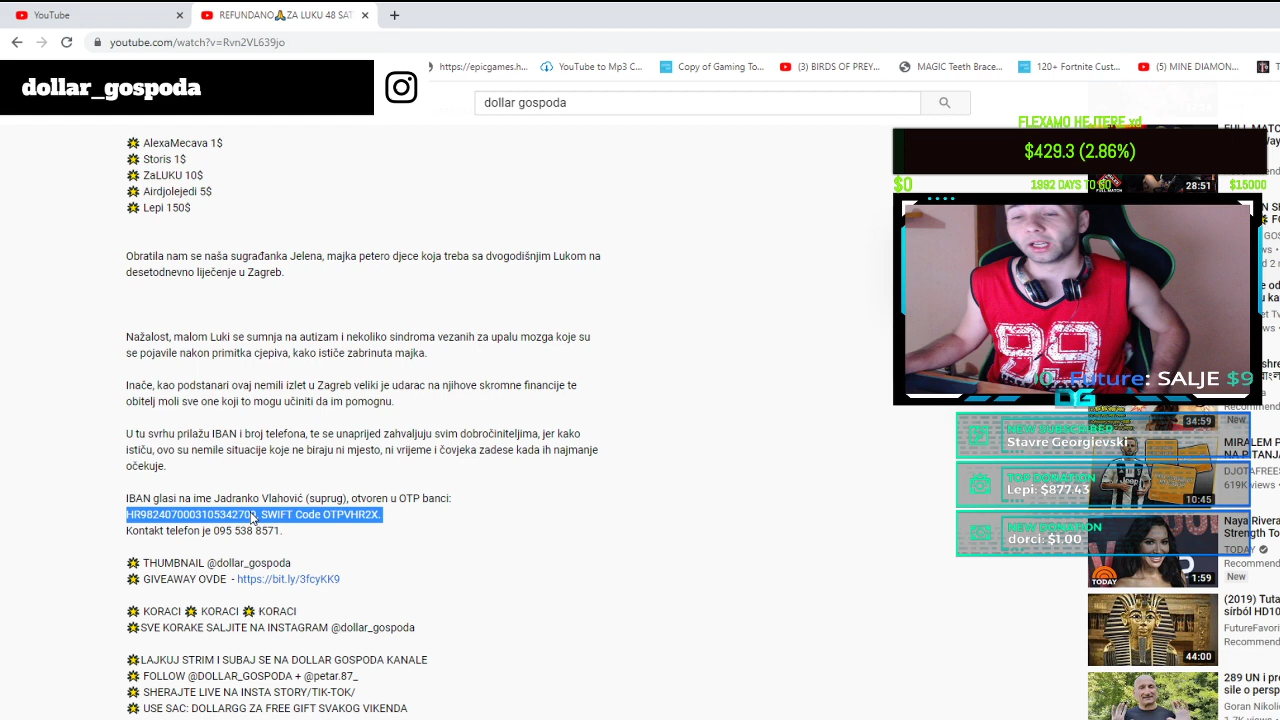 YouTube
REFUNDANO🙏ZA LUKU 48 SAT
youtube.com/watch?v=Rvn2VL639jo
https://epicgames.h...
YouTube to Mp3 C...
Copy of Gaming To...
(3) BIRDS OF PREY...
MAGIC Teeth Brace...
120+ Fortnite Cust...
(5) MINE DIAMON...
dollar_gospoda
dollar gospoda
AlexaMecava 1$
Storis 1$
ZaLUKU 10$
Airdjolejedi 5$
Lepi 150$
Obratila nam se naša sugrađanka Jelena, majka petero djece koja treba sa dvogodišnjim Lukom na
desetodnevno liječenje u Zagreb.
Nažalost, malom Luki se sumnja na autizam i nekoliko sindroma vezanih za upalu mozga koje su
se pojavile nakon primitka cjepiva, kako ističe zabrinuta majka.
Inače, kao podstanari ovaj nemili izlet u Zagreb veliki je udarac na njihove skromne financije te
obitelj moli sve one koji to mogu učiniti da im pomognu.
U tu svrhu prilažu IBAN i broj telefona, te se unaprijed zahvaljuju svim dobročiniteljima, jer kako
ističu, ovo su nemile situacije koje ne biraju ni mjesto, ni vrijeme i čovjeka zadese kada ih najmanje
očekuje.
IBAN glasi na ime Jadranko Vlahović (suprug), otvoren u OTP banci:
SWIFT Code OTPVHR2X.
Kontakt telefon je 095 538 8571.
THUMBNAIL @dollar_gospoda
GIVEAWAY OVDE - https://bit.ly/3fcyKK9
KORACI KORACI KORACI
SVE KORAKE SALJITE NA INSTAGRAM @dollar_gospoda
LAJKUJ STRIM I SUBAJ SE NA DOLLAR GOSPODA KANALE
FOLLOW @DOLLAR_GOSPODA + @petar.87_
SHERAJTE LIVE NA INSTA STORY/TIK-TOK/
USE SAC: DOLLARGG ZA FREE GIFT SVAKOG VIKENDA
FLEXAMO HEJTERE xd
$429.3 (2.86%)
$0
1992 DAYS TO GO
$15000
28:51
99
Future: SALJE $9
DG
NEW SUBSCRIBER
Stavre Georgievski
TOP DONATION
Lepi: $877.43
NEW DONATION
dorci: $1.00
34:59
Recommend
New
10:45
MIRALEM P
NA PITANJA
DJOTAFREES
619K views
Recommend
1:59
Naya Rivera
Strength To
TODAY
Recommend
New
44:00
(2019) Tuta
sírból HD10
FutureFavori
Recommend
289 UN i pre
sile o persp
Goran Nikolic